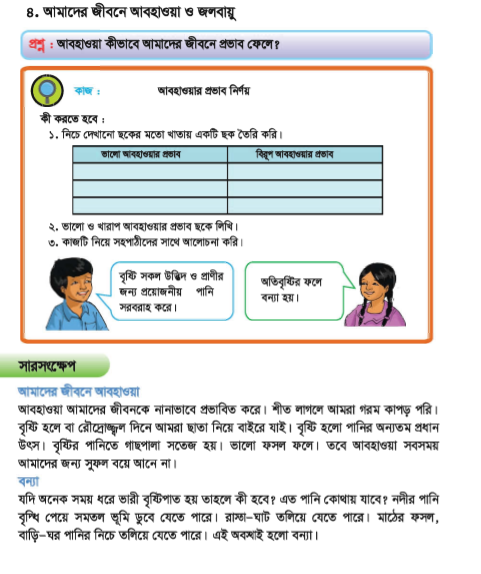 ৪. আমাদের জীবনে আবহাওয়া ও জলবায়ু
প্রশ্ন : আবহাওয়া কীভাবে আমাদের জীবনে প্রভাব ফেলে?
কাজ : আবহাওয়ার প্রভাব নির্ণয়
কী করতে হবে :
১. নিচে দেখানো ছকের মতো খাতায় একটি ছক তৈরি করি।
ভালো আবহাওয়ার প্রভাব বিরূপ আবহাওয়ার প্রভাব
২. ভালো ও খারাপ আবহাওয়ার প্রভাব ছকে লিখি।
৩. কাজটি নিয়ে সহপাঠীদের সাথে আলোচনা করি।
বৃষ্টি সকল উদ্ভিদ ও প্রাণীর
জন্য প্রয়োজনীয় পানি
সরবরাহ করে।
অতিবৃষ্টির ফলে
বন্যা হয়।
সারসংক্ষেপ
আমাদের জীবনে আবহাওয়া
আবহাওয়া আমাদের জীবনকে নানাভাবে প্রভাবিত করে। শীত লাগলে আমরা গরম কাপড় পরি।
বৃষ্টি হলে বা রৌদ্রোজ্জ্বল দিনে আমরা ছাতা নিয়ে বাইরে যাই। বৃষ্টি হলো পানির অন্যতম প্রধান
উৎস। বৃষ্টির পানিতে গাছপালা সতেজ হয়। ভালো ফসল ফলে। তবে আবহাওয়া সবসময়
আমাদের জন্য সুফল বয়ে আনে না।
বন্যা
যদি অনেক সময় ধরে ভারী বৃষ্টিপাত হয় তাহলে কী হবে? এত পানি কোথায় যাবে? নদীর পানি
বৃদ্ধি পেয়ে সমতল ভূমি ডুবে যেতে পারে। রাস্তা-ঘাট তলিয়ে যেতে পারে। মাঠের ফসল,
বাড়ি-ঘর পানির নিচে তলিয়ে যেতে পারে। এই অবস্থাই হলো বন্যা।